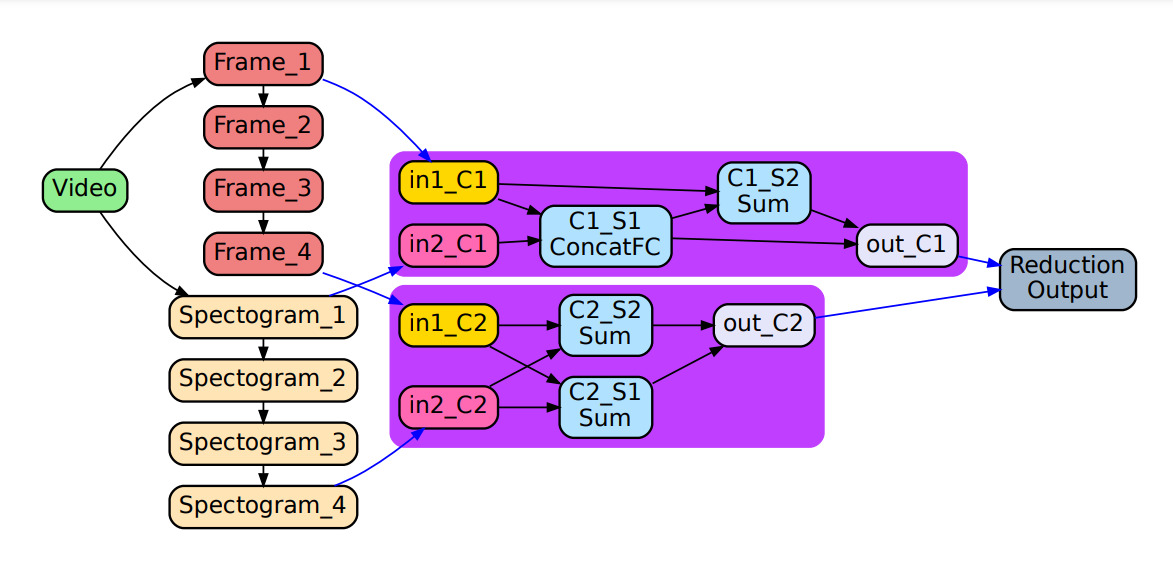 Video
Frame_1
Frame_2
Frame_3
Frame_4
Spectogram_1
Spectogram_2
Spectogram_3
Spectogram_4
in1_C1
in2_C1
C1_S1
ConcatFC
C1_S2
Sum
out_C1
in1_C2
in2_C2
C2_S2
Sum
C2_S1
Sum
out_C2
Reduction
Output